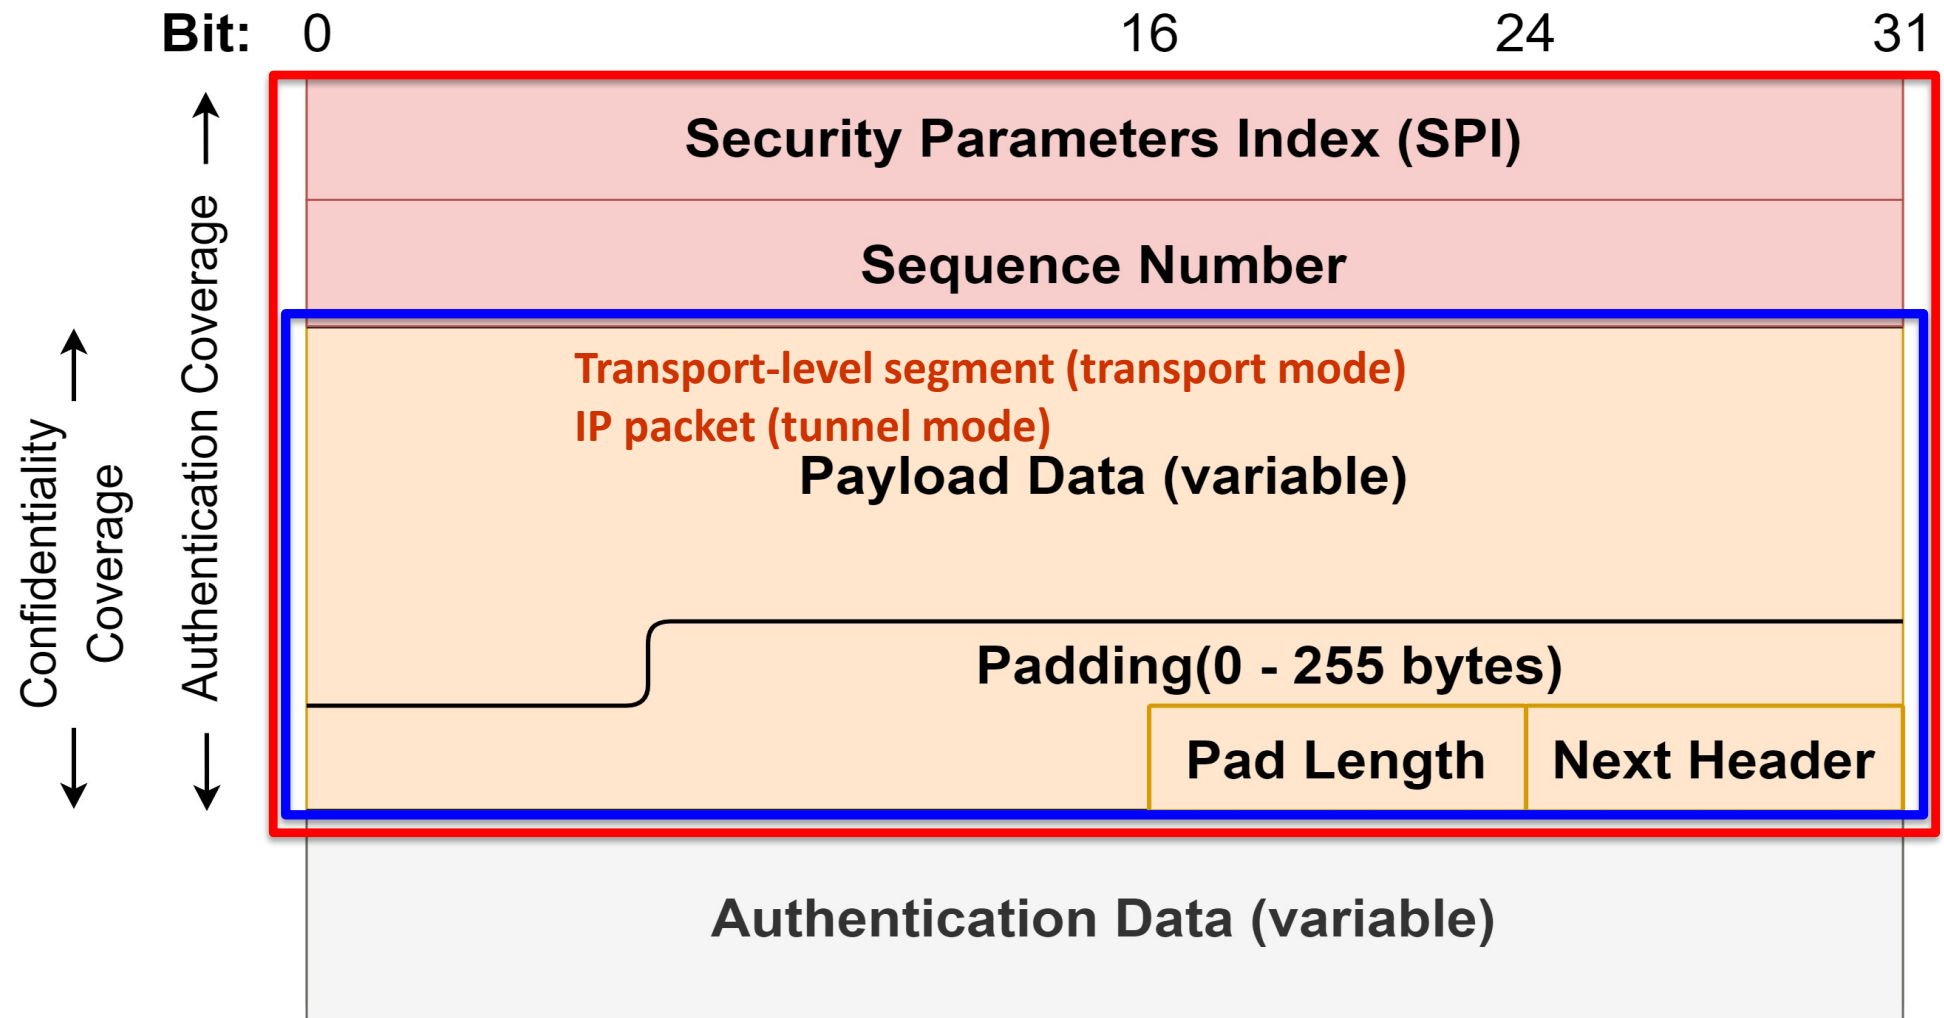 Bit: 0 16 24 31
Confidentiality
Coverage
Authentication Coverage
Security Parameters Index (SPI)
Sequence Number
Transport-level segment (transport mode)
IP packet (tunnel mode)
Payload Data (variable)
Padding(0 - 255 bytes)
Pad Length Next Header
Authentication Data (variable)